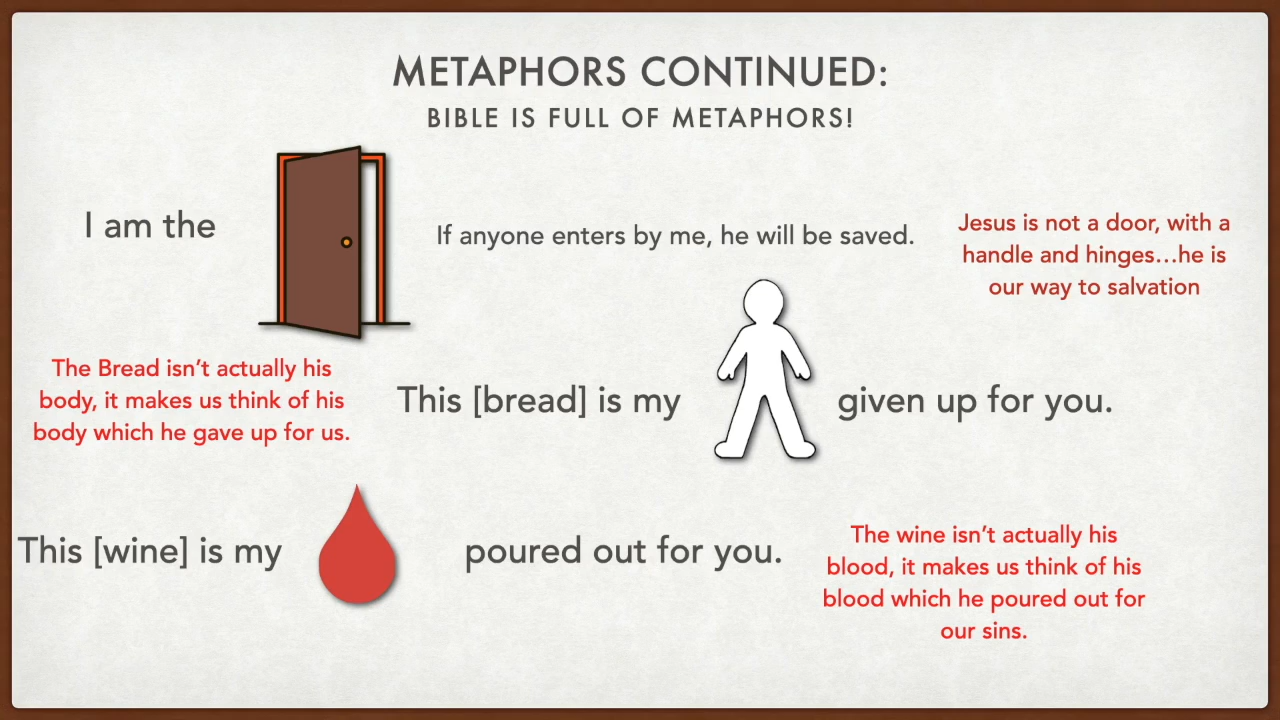 METAPHORS CONTINUED:
BIBLE IS FULL OF METAPHORS!
I am the
If anyone enters by me, he will be saved.
Jesus is not a door, with a
handle and hinges…he is
our way to salvation
The Bread isn’t actually his
body, it makes us think of his
body which he gave up for us.
This [bread] is my
given up for you.
This [wine] is my
poured out for you.
The wine isn’t actually his
blood, it makes us think of his
blood which he poured out for
our sins.